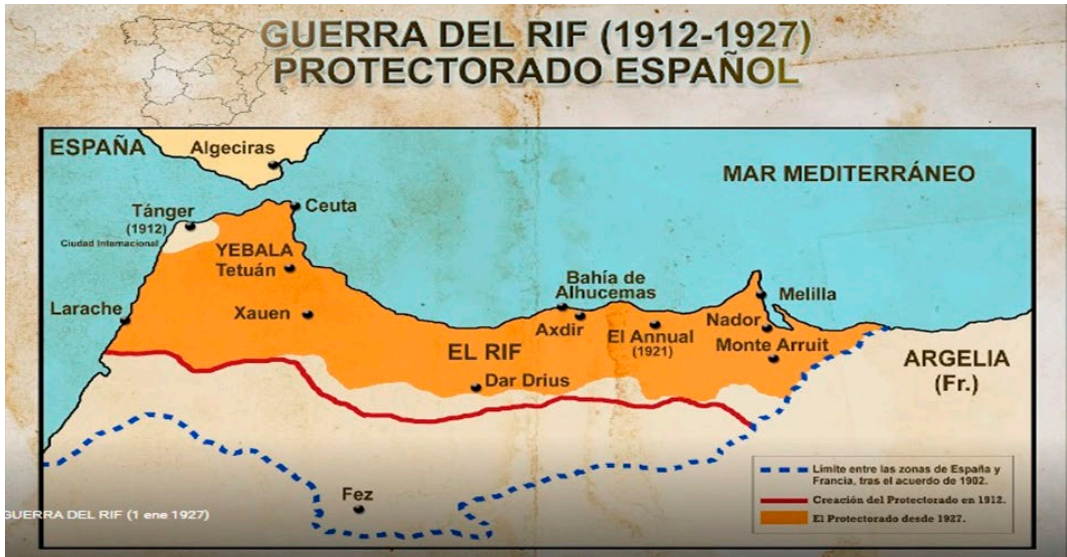 GUERRA DEL RIF (1912-1927)
PROTECTORADO ESPAÑOL
ESPAÑA
Algeciras
MAR MEDITERRÁNEO
Tánger
(1912)
Ciudad Internacional
Ceuta
YEBALA
Tetuán
Larache
Xauen
Bahía de
Alhucemas
Axdir
El Annual
(1921)
Melilla
Nador
Monte Arruit
EL RIF
Dar Drius
ARGELIA
(Fr.)
Fez
Límite entre las zonas de España y
Francia, tras el acuerdo de 1902.
Creación del Protectorado en 1912.
El Protectorado desde 1927.
GUERRA DEL RIF (1 ene 1927)